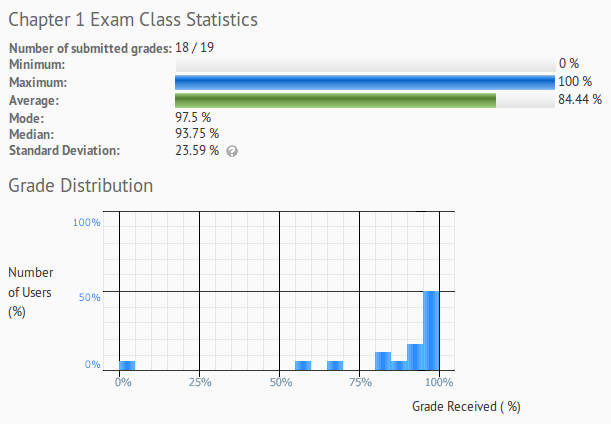 Chapter 1 Exam Class Statistics
Number of submitted grades: 18 / 19
Minimum: 0 %
Maximum: 100 %
Average: 84.44 %
Mode: 97.5 %
Median: 93.75 %
Standard Deviation: 23.59 % ?
Grade Distribution
100%
Number
of Users
(%)
50%
0%
0% 25% 50% 75% 100%
Grade Received ( %)